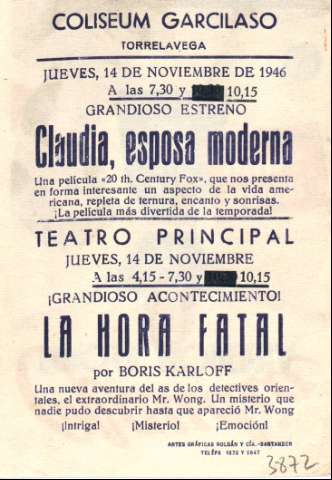 COLISEUM GARCILASO
TORRELAVEGA
JUEVES, 14 DE NOVIEMBRE DE 1946
A las 7,30 y 10,15
GRANDIOSO ESTRENO
Claudia, esposa moderna
Una película «20 th. Century Fox», que nos presenta
en forma interesante un aspecto de la vida ame-
ricana, repleta de ternura, encanto y sonrisas.
¡La película más divertida de la temporada!
TEATRO PRINCIPAL
JUEVES, 14 DE NOVIEMBRE
A las 4,15 - 7,30 y 10,15
¡GRANDIOSO ACONTECIMIENTO!
LA HORA FATAL
por BORIS KARLOFF
Una nueva aventura del as de los detectives orien-
tales, el extraordinario Mr. Wong. Un misterio que
nadie pudo descubrir hasta que apareció Mr. Wong
¡Intriga! ¡Misterio! ¡Emoción!
ARTES GRÁFICAS ROLDÁN Y CÍA. -SANTANDER
TELÉFS 1875 Y 1947
3872